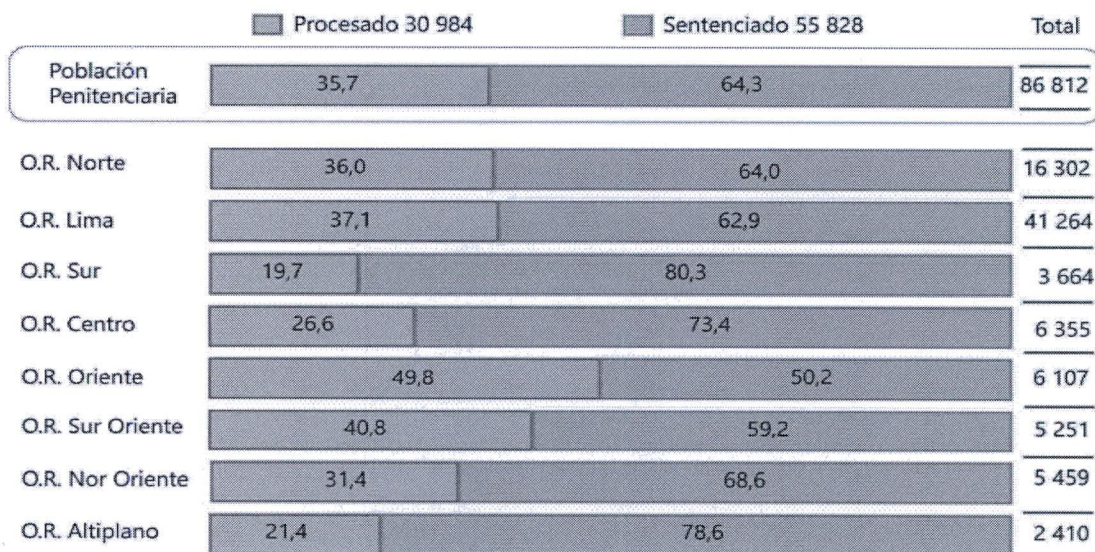 Procesado 30 984 Sentenciado 55 828 Total
Población
Penitenciaria 35,7 64,3 86 812
O.R. Norte 36,0 64,0 16 302
O.R. Lima 37,1 62,9 41 264
O.R. Sur 19,7 80,3 3 664
O.R. Centro 26,6 73,4 6 355
O.R. Oriente 49,8 50,2 6 107
O.R. Sur Oriente 40,8 59,2 5 251
O.R. Nor Oriente 31,4 68,6 5 459
O.R. Altiplano 21,4 78,6 2 410